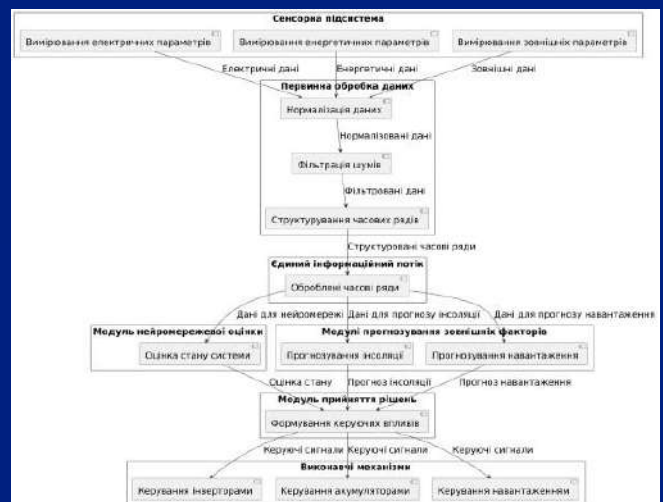 Сенсорна підсистема
Вимірювання електричних параметрів Вимірювання енергетичних параметрів Вимірювання зовнішніх параметрів
Електричні дані Енергетичні дані Зовнішні дані
Первинна обробка даних
Нормалізація даних
Нормалізовані дані
Фільтрація шумів
Фільтровані дані
Структурування часових рядів
Структуровані часові ряди
Єдиний інформаційний потік
Оброблені часові ряди
Дані для нейромережі Дані для прогнозу інсоляції Дані для прогнозу навантаження
Модуль нейромережевої оцінки Модулі прогнозування зовнішніх факторів
Оцінка стану системи Прогнозування інсоляції Прогнозування навантаження
Оцінка стану Прогноз інсоляції Прогноз навантаження
Модуль прийняття рішень
Формування керуючих впливів
Керуючі сигнали Керуючі сигнали Керуючі сигнали
Виконавчі механізми
Керування інверторами Керування акумуляторами Керування навантаженням